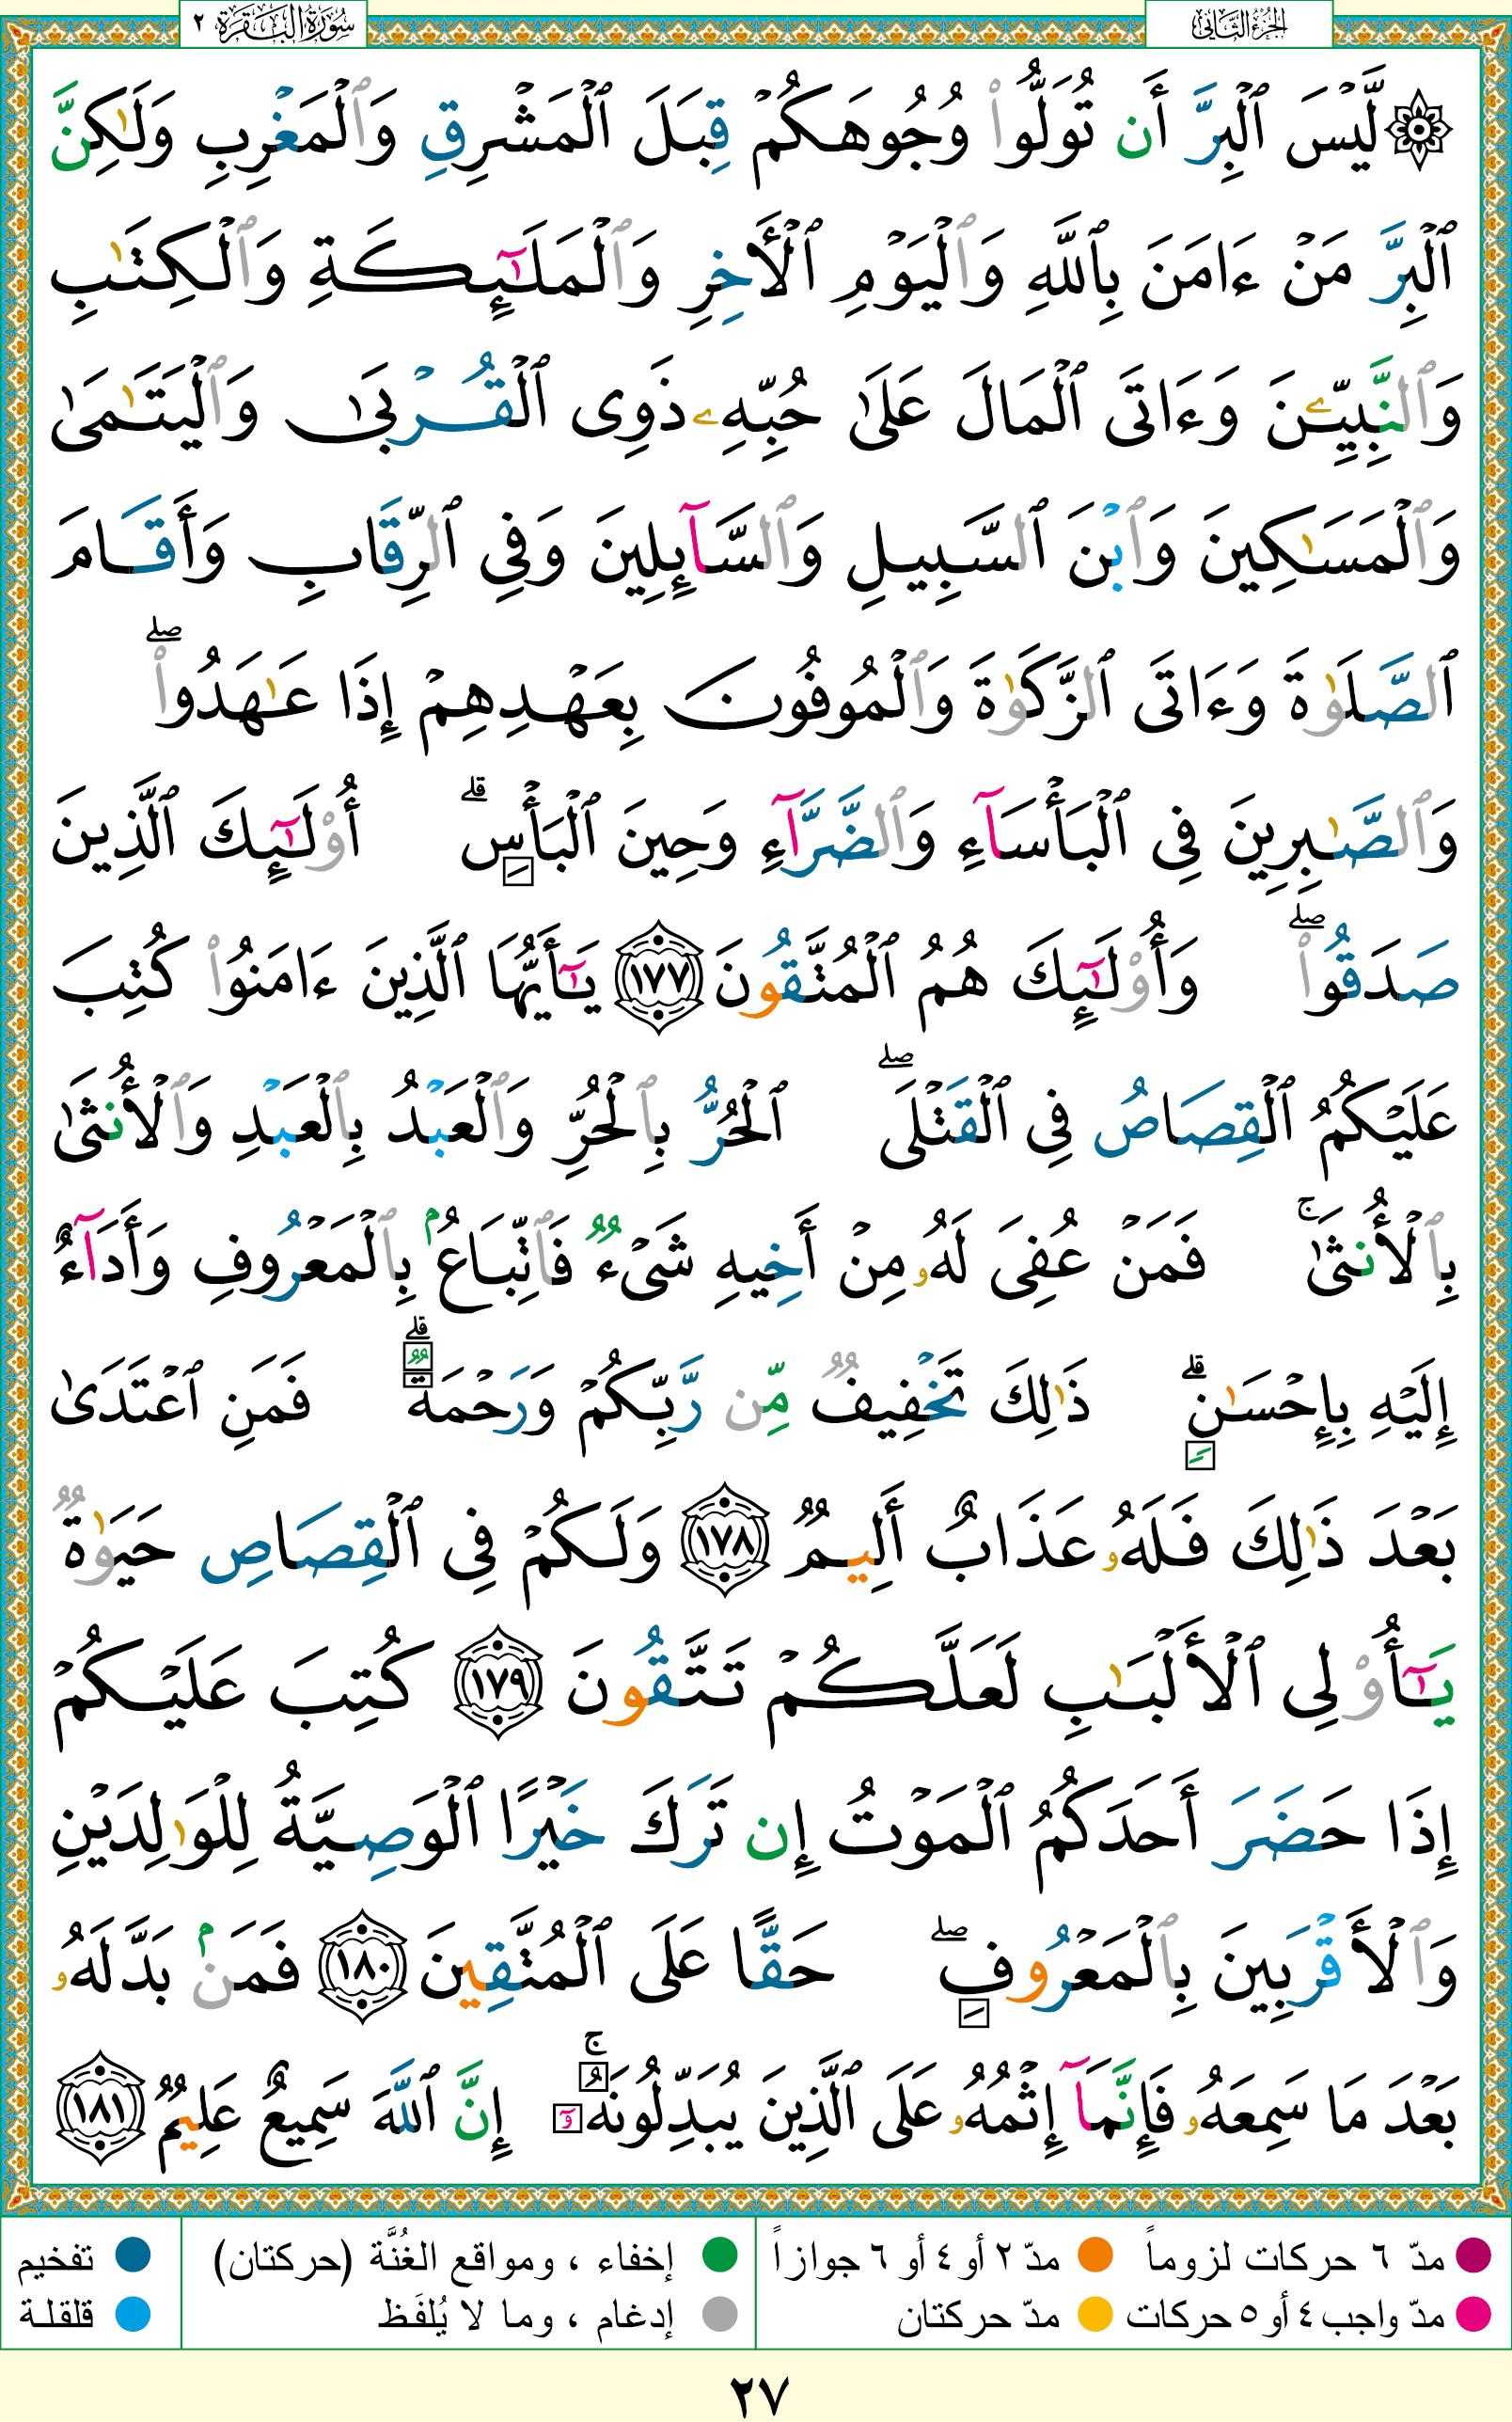 الجزء الثاني
سورة البقرة ٢
۞ لَّيْسَ ٱلْبِرَّ أَن تُوَلُّوا۟ وُجُوهَكُمْ قِبَلَ ٱلْمَشْرِقِ وَٱلْمَغْرِبِ وَلَـٰكِنَّ
ٱلْبِرَّ مَنْ ءَامَنَ بِٱللَّهِ وَٱلْيَوْمِ ٱلْأَخِرِ وَٱلْمَلَـٰٓئِكَةِ وَٱلْكِتَـٰبِ
وَٱلنَّبِيِّـۧنَ وَءَاتَى ٱلْمَالَ عَلَىٰ حُبِّهِۦ ذَوِى ٱلْقُرْبَىٰ وَٱلْيَتَـٰمَىٰ
وَٱلْمَسَـٰكِينَ وَٱبْنَ ٱلسَّبِيلِ وَٱلسَّآئِلِينَ وَفِى ٱلرِّقَابِ وَأَقَامَ
ٱلصَّلَوٰةَ وَءَاتَى ٱلزَّكَوٰةَ وَٱلْمُوفُونَ بِعَهْدِهِمْ إِذَا عَـٰهَدُوا۟ ۖ
وَٱلصَّـٰبِرِينَ فِى ٱلْبَأْسَآءِ وَٱلضَّرَّآءِ وَحِينَ ٱلْبَأْسِ ۗ أُو۟لَـٰٓئِكَ ٱلَّذِينَ
صَدَقُوا۟ ۖ وَأُو۟لَـٰٓئِكَ هُمُ ٱلْمُتَّقُونَ ١٧٧ يَـٰٓأَيُّهَا ٱلَّذِينَ ءَامَنُوا۟ كُتِبَ
عَلَيْكُمُ ٱلْقِصَاصُ فِى ٱلْقَتْلَى ۖ ٱلْحُرُّ بِٱلْحُرِّ وَٱلْعَبْدُ بِٱلْعَبْدِ وَٱلْأُنثَىٰ
بِٱلْأُنثَىٰ ۚ فَمَنْ عُفِىَ لَهُۥ مِنْ أَخِيهِ شَىْءٌ فَٱتِّبَاعٌۢ بِٱلْمَعْرُوفِ وَأَدَآءٌ
إِلَيْهِ بِإِحْسَـٰنٍ ۗ ذَٰلِكَ تَخْفِيفٌ مِّن رَّبِّكُمْ وَرَحْمَةٌ ۗ فَمَنِ ٱعْتَدَىٰ
بَعْدَ ذَٰلِكَ فَلَهُۥ عَذَابٌ أَلِيمٌ ١٧٨ وَلَكُمْ فِى ٱلْقِصَاصِ حَيَوٰةٌ
يَـٰٓأُو۟لِى ٱلْأَلْبَـٰبِ لَعَلَّكُمْ تَتَّقُونَ ١٧٩ كُتِبَ عَلَيْكُمْ
إِذَا حَضَرَ أَحَدَكُمُ ٱلْمَوْتُ إِن تَرَكَ خَيْرًا ٱلْوَصِيَّةُ لِلْوَٰلِدَيْنِ
وَٱلْأَقْرَبِينَ بِٱلْمَعْرُوفِ ۖ حَقًّا عَلَى ٱلْمُتَّقِينَ ١٨٠ فَمَنۢ بَدَّلَهُۥ
بَعْدَ مَا سَمِعَهُۥ فَإِنَّمَآ إِثْمُهُۥ عَلَى ٱلَّذِينَ يُبَدِّلُونَهُۥٓ ۚ إِنَّ ٱللَّهَ سَمِيعٌ عَلِيمٌ ١٨١
مدّ ٦ حركات لزوماً مدّ ٢ أو ٤ أو ٦ جوازاً إخفاء ، ومواقع الغُنَّة (حركتان) تفخيم
مدّ واجب ٤ أو ٥ حركات مدّ حركتان إدغام ، وما لا يُلفَظ قلقلة
٢٧